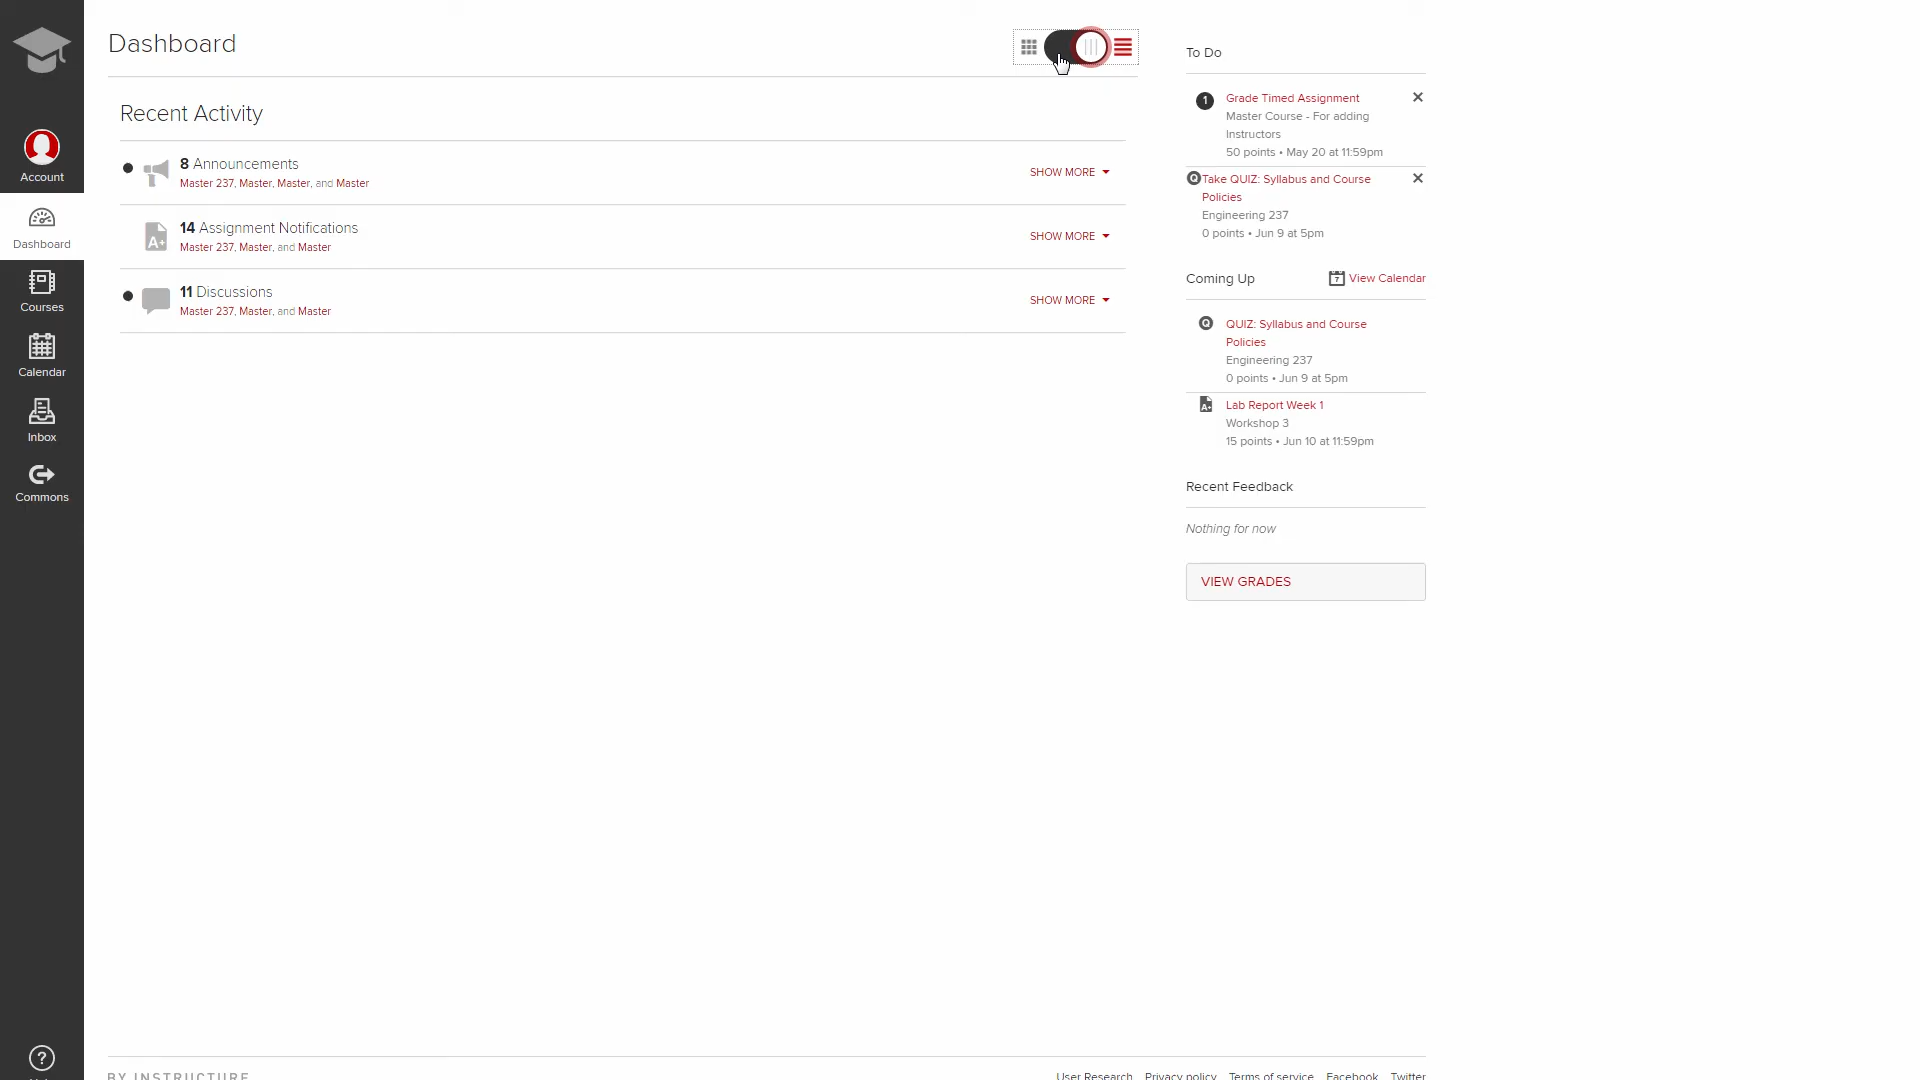 Dashboard
Account
Dashboard
Courses
Calendar
Inbox
Commons
Recent Activity
8 Announcements
Master 237, Master, Master, and Master
SHOW MORE
14 Assignment Notifications
Master 237, Master, and Master
SHOW MORE
11 Discussions
Master 237, Master, and Master
SHOW MORE
To Do
1
Grade Timed Assignment
Master Course - For adding
Instructors
50 points • May 20 at 11:59pm
Take QUIZ: Syllabus and Course
Policies
Engineering 237
0 points • Jun 9 at 5pm
Coming Up
View Calendar
QUIZ: Syllabus and Course
Policies
Engineering 237
0 points • Jun 9 at 5pm
Lab Report Week 1
Workshop 3
15 points • Jun 10 at 11:59pm
Recent Feedback
Nothing for now
VIEW GRADES
BY INSTRUCTURE
User Research Privacy policy Terms of service Facebook Twitter